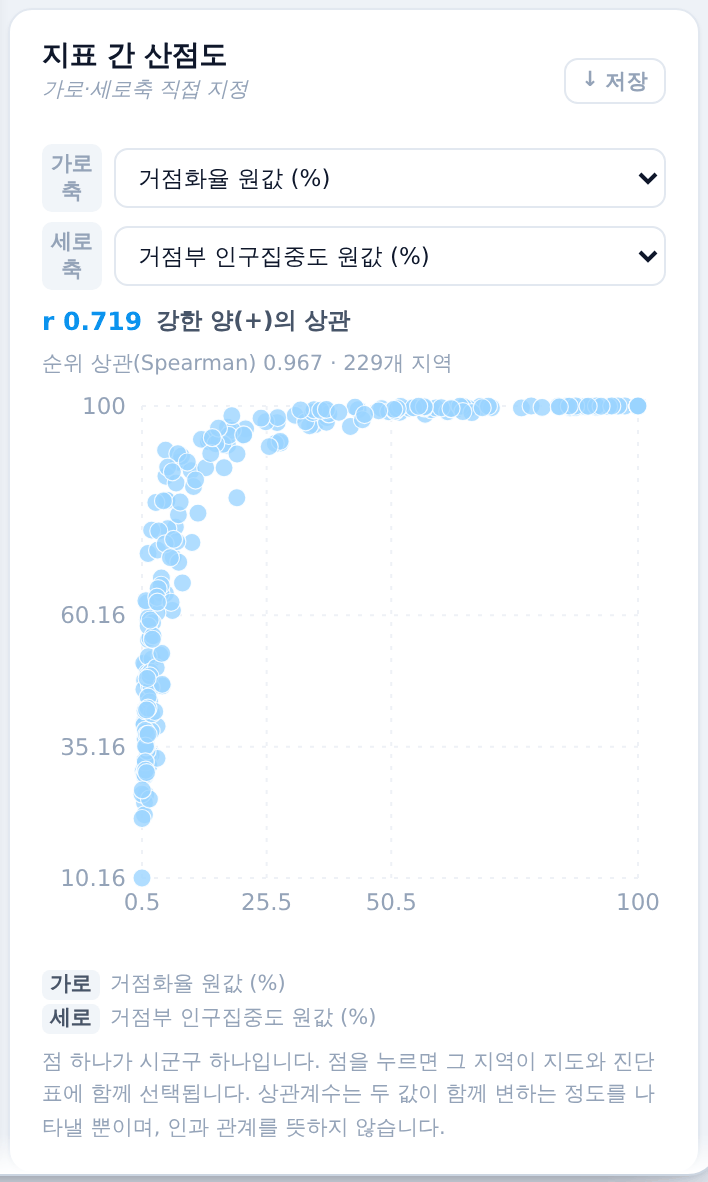 지표 간 산점도
가로·세로축 직접 지정
↓ 저장
가로
축
거점화율 원값 (%)
세로
축
거점부 인구집중도 원값 (%)
r 0.719 강한 양(+)의 상관
순위 상관(Spearman) 0.967 · 229개 지역
100
60.16
35.16
10.16
0.5 25.5 50.5 100
가로 거점화율 원값 (%)
세로 거점부 인구집중도 원값 (%)
점 하나가 시군구 하나입니다. 점을 누르면 그 지역이 지도와 진단
표에 함께 선택됩니다. 상관계수는 두 값이 함께 변하는 정도를 나
타낼 뿐이며, 인과 관계를 뜻하지 않습니다.